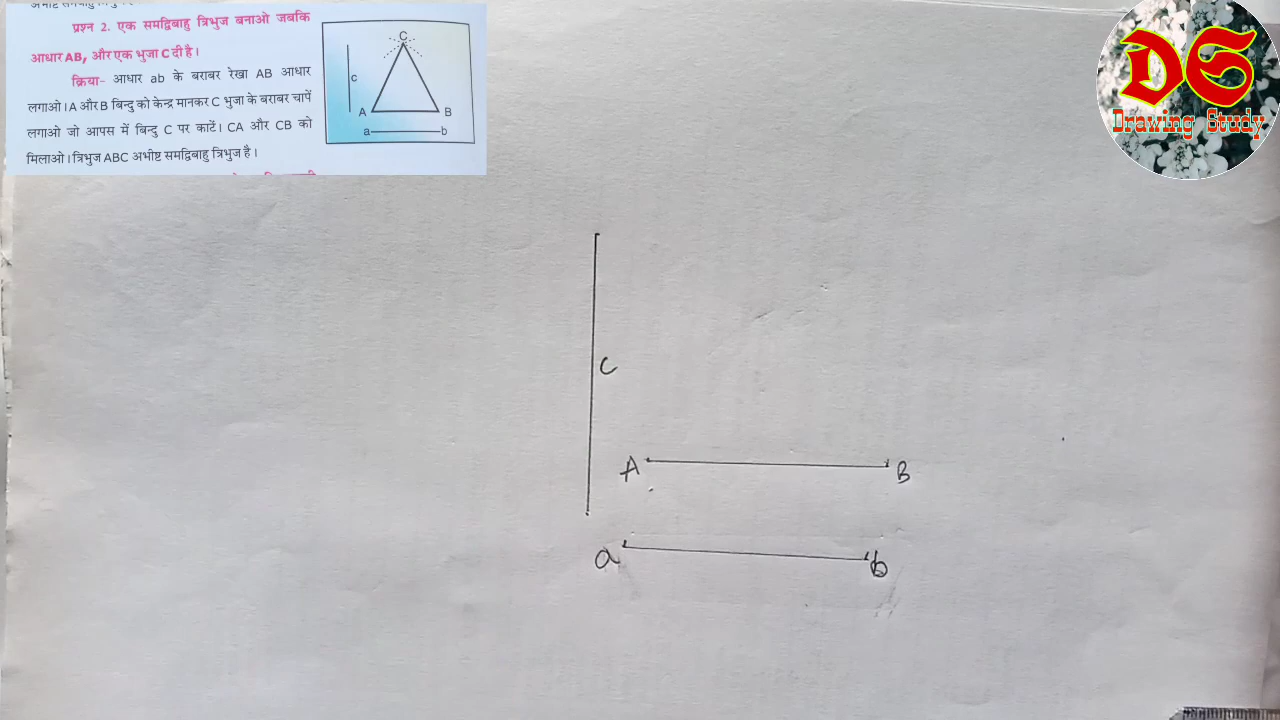 प्रश्न 2. एक समद्विबाहु त्रिभुज बनाओ जबकि
आधार AB, और एक भुजा C दी है।
क्रिया- आधार ab के बराबर रेखा AB आधार
लगाओ। A और B बिन्दु को केन्द्र मानकर C भुजा के बराबर चापें
लगाओ जो आपस में बिन्दु C पर काटें। CA और CB को
मिलाओ। त्रिभुज ABC अभीष्ट समद्विबाहु त्रिभुज है।
C
c
A B
a b
DS
Drawing Study
C
A B
a b